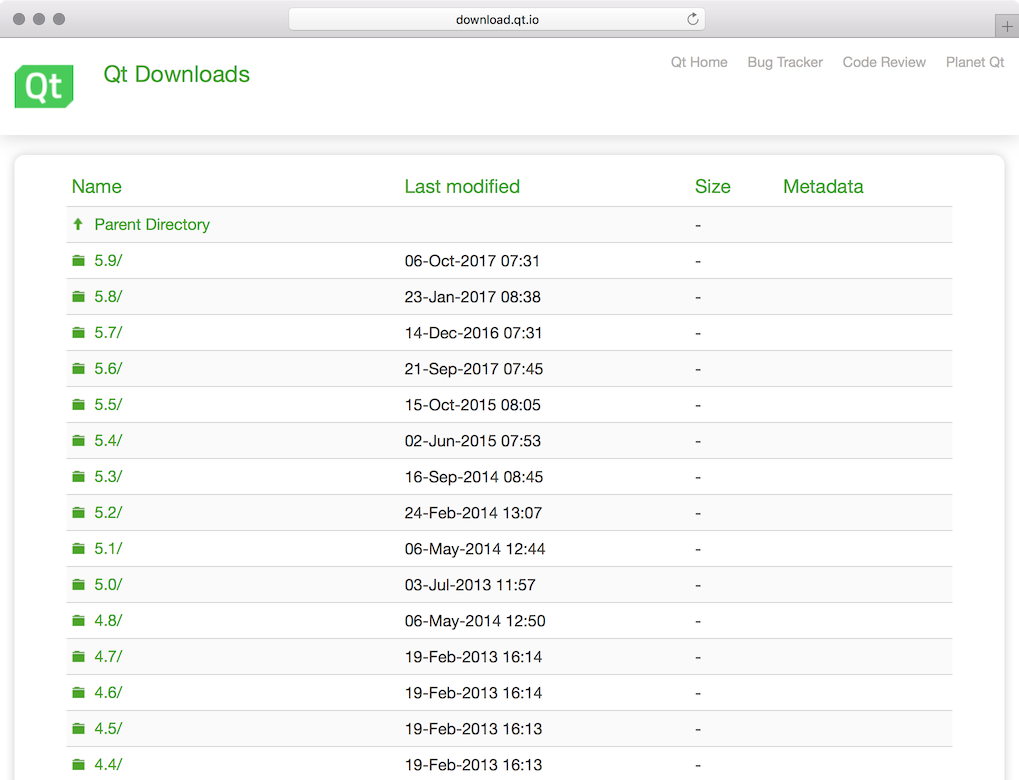 download.qt.io
Qt
Qt Downloads
Qt Home Bug Tracker Code Review Planet Qt
Name Last modified Size Metadata
Parent Directory -
5.9/ 06-Oct-2017 07:31 -
5.8/ 23-Jan-2017 08:38 -
5.7/ 14-Dec-2016 07:31 -
5.6/ 21-Sep-2017 07:45 -
5.5/ 15-Oct-2015 08:05 -
5.4/ 02-Jun-2015 07:53 -
5.3/ 16-Sep-2014 08:45 -
5.2/ 24-Feb-2014 13:07 -
5.1/ 06-May-2014 12:44 -
5.0/ 03-Jul-2013 11:57 -
4.8/ 06-May-2014 12:50 -
4.7/ 19-Feb-2013 16:14 -
4.6/ 19-Feb-2013 16:14 -
4.5/ 19-Feb-2013 16:13 -
4.4/ 19-Feb-2013 16:13 -